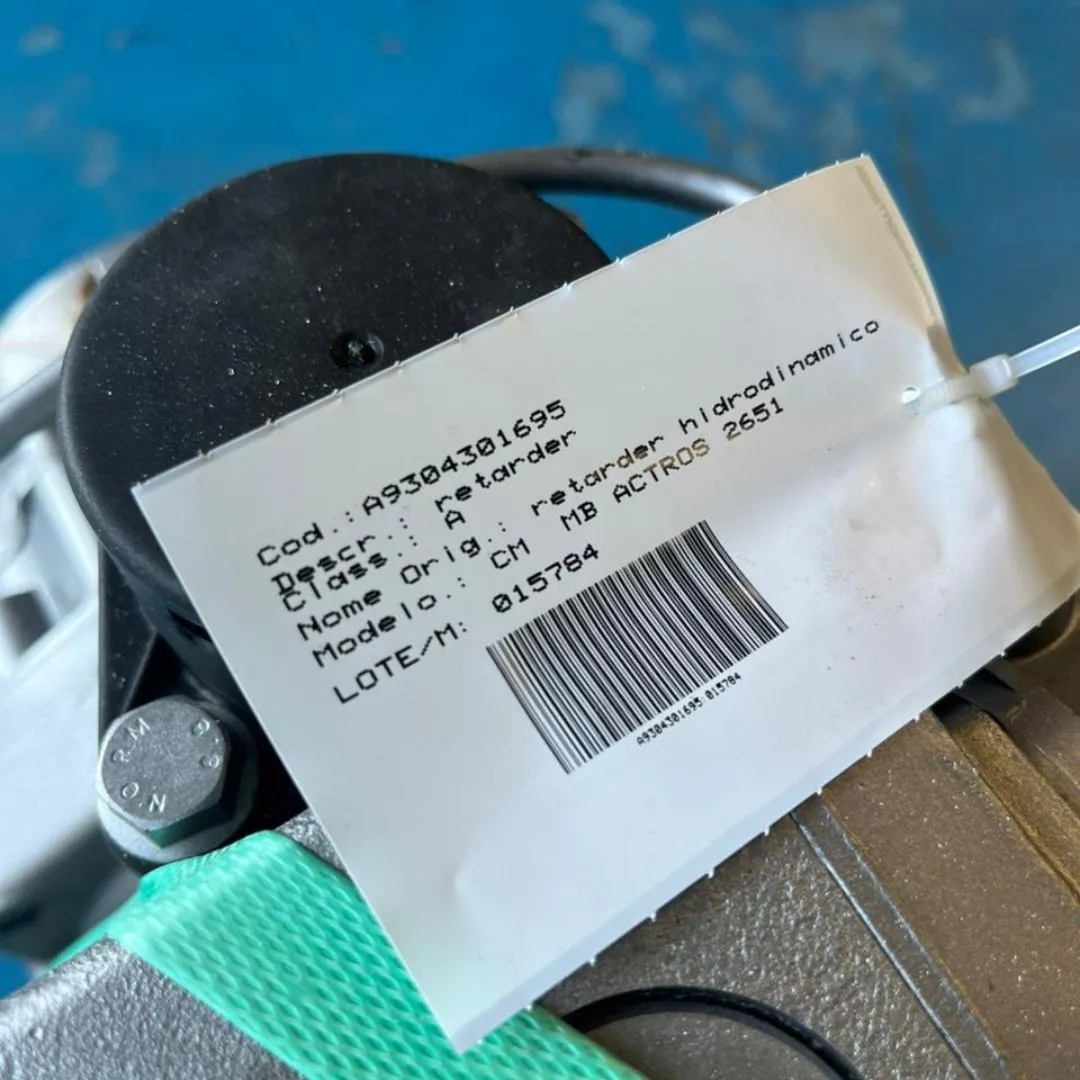 Cod.:A9304301695
Descr.: retarder
Class.: A
Nome Orig.: retarder hidrodinamico
Modelo.: CM MB ACTROS 2651
LOTE/M: 015784
A9304301695:015784
NORM 8.8